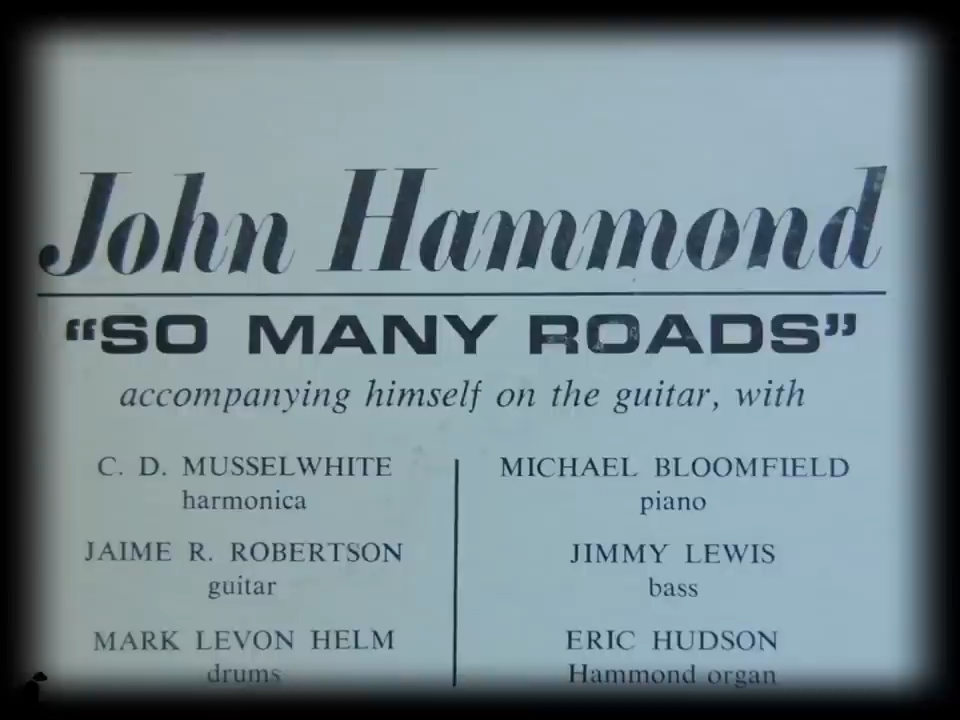 John Hammond
“SO MANY ROADS”
accompanying himself on the guitar, with
C. D. MUSSELWHITE
harmonica
JAIME R. ROBERTSON
guitar
MARK LEVON HELM
drums
MICHAEL BLOOMFIELD
piano
JIMMY LEWIS
bass
ERIC HUDSON
Hammond organ